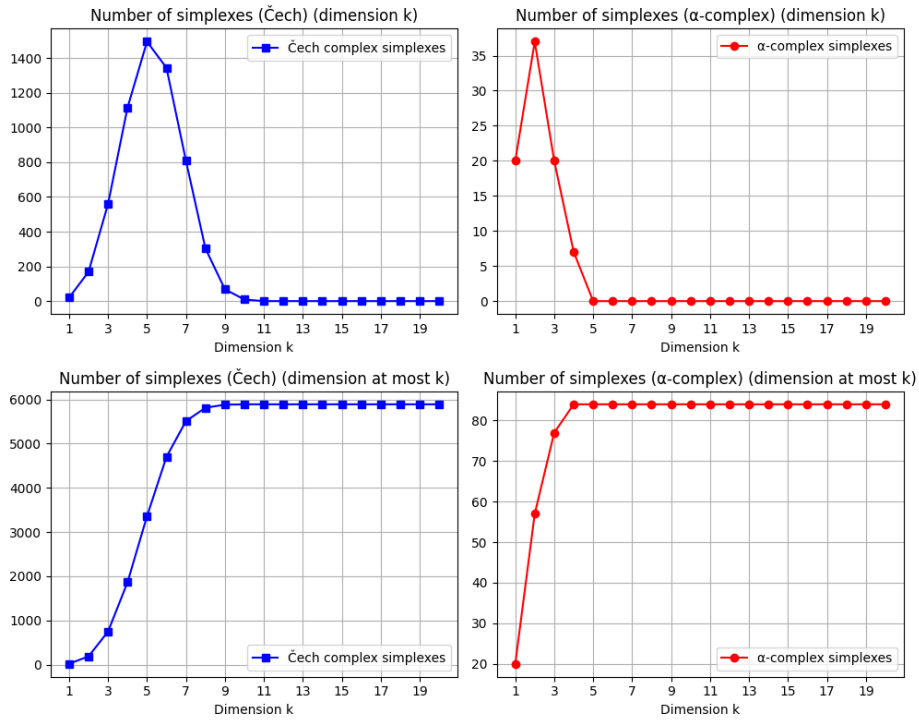 Number of simplexes (Čech) (dimension k)
1400
1200
1000
800
600
400
200
0
Čech complex simplexes
1 3 5 7 9 11 13 15 17 19
Dimension k
Number of simplexes (α-complex) (dimension k)
35
30
25
20
15
10
5
0
α-complex simplexes
1 3 5 7 9 11 13 15 17 19
Dimension k
Number of simplexes (Čech) (dimension at most k)
6000
5000
4000
3000
2000
1000
0
Čech complex simplexes
1 3 5 7 9 11 13 15 17 19
Dimension k
Number of simplexes (α-complex) (dimension at most k)
80
70
60
50
40
30
20
α-complex simplexes
1 3 5 7 9 11 13 15 17 19
Dimension k